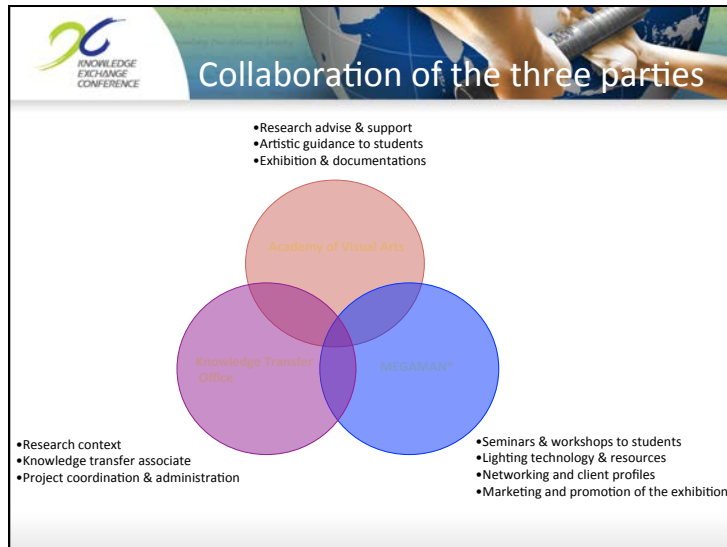 KNOWLEDGE
EXCHANGE
CONFERENCE
Collaboration of the three parties
•Research advise & support
•Artistic guidance to students
•Exhibition & documentations
Academy of Visual Arts
Knowledge Transfer
Office
MEGAMAN®
•Research context
•Knowledge transfer associate
•Project coordination & administration
•Seminars & workshops to students
•Lighting technology & resources
•Networking and client profiles
•Marketing and promotion of the exhibition